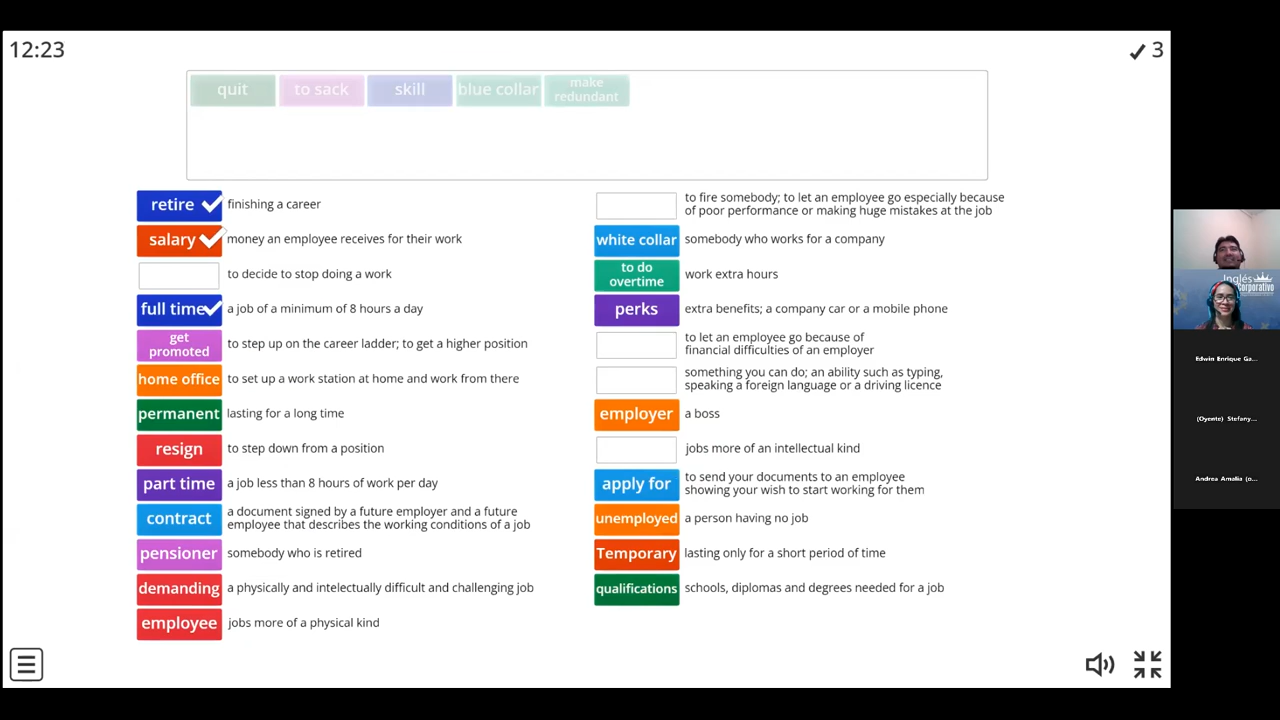 12:23
3
quit
to sack
skill
blue collar
make
redundant
retire
finishing a career
salary
money an employee receives for their work
to decide to stop doing a work
full time
a job of a minimum of 8 hours a day
get
promoted
to step up on the career ladder; to get a higher position
home office
to set up a work station at home and work from there
permanent
lasting for a long time
resign
to step down from a position
part time
a job less than 8 hours of work per day
contract
a document signed by a future employer and a future
employee that describes the working conditions of a job
pensioner
somebody who is retired
demanding
a physically and intelectually difficult and challenging job
employee
jobs more of a physical kind
to fire somebody; to let an employee go especially because
of poor performance or making huge mistakes at the job
white collar
somebody who works for a company
to do
overtime
work extra hours
perks
extra benefits; a company car or a mobile phone
to let an employee go because of
financial difficulties of an employer
something you can do; an ability such as typing,
speaking a foreign language or a driving licence
employer
a boss
jobs more of an intellectual kind
apply for
to send your documents to an employee
showing your wish to start working for them
unemployed
a person having no job
Temporary
lasting only for a short period of time
qualifications
schools, diplomas and degrees needed for a job
Inglés
Corporativo
Edwin Enrique Ga...
(Oyente) Stefany...
Andrea Amalia (o...